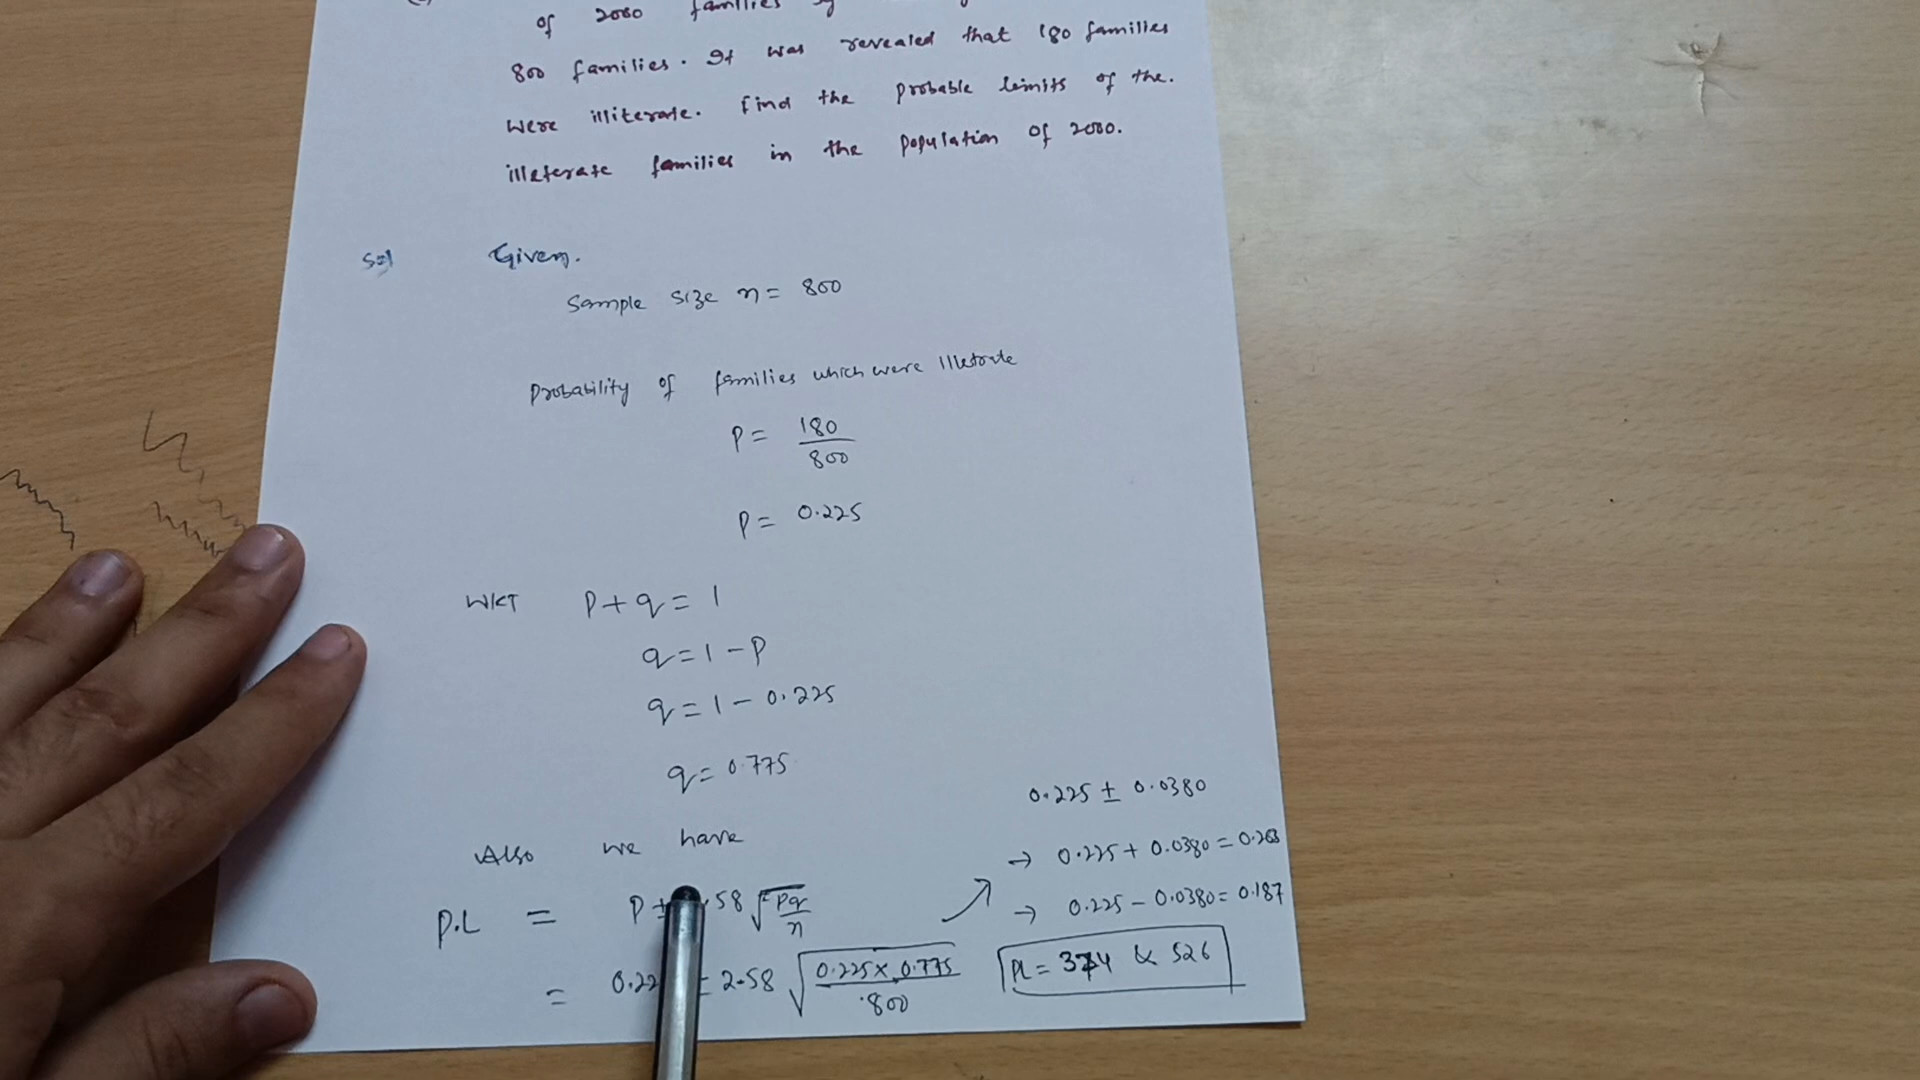 of 2000 families
800 families. It was revealed that 180 families
were illiterate. Find the probable limits of the.
illeterate families in the population of 2000.
Sol Given.
Sample size n = 800
Probability of families which were Illetrate
P = 180/800
P = 0.225
WKT P + q = 1
q = 1 - P
q = 1 - 0.225
q = 0.775
Also we have
P.L = P ± .58 √(Pq/n)
= 0.22 2.58 √(0.225 x 0.775/800)
0.225 ± 0.0380
→ 0.225 + 0.0380 = 0.263
→ 0.225 - 0.0380 = 0.187
PL = 374 & 526